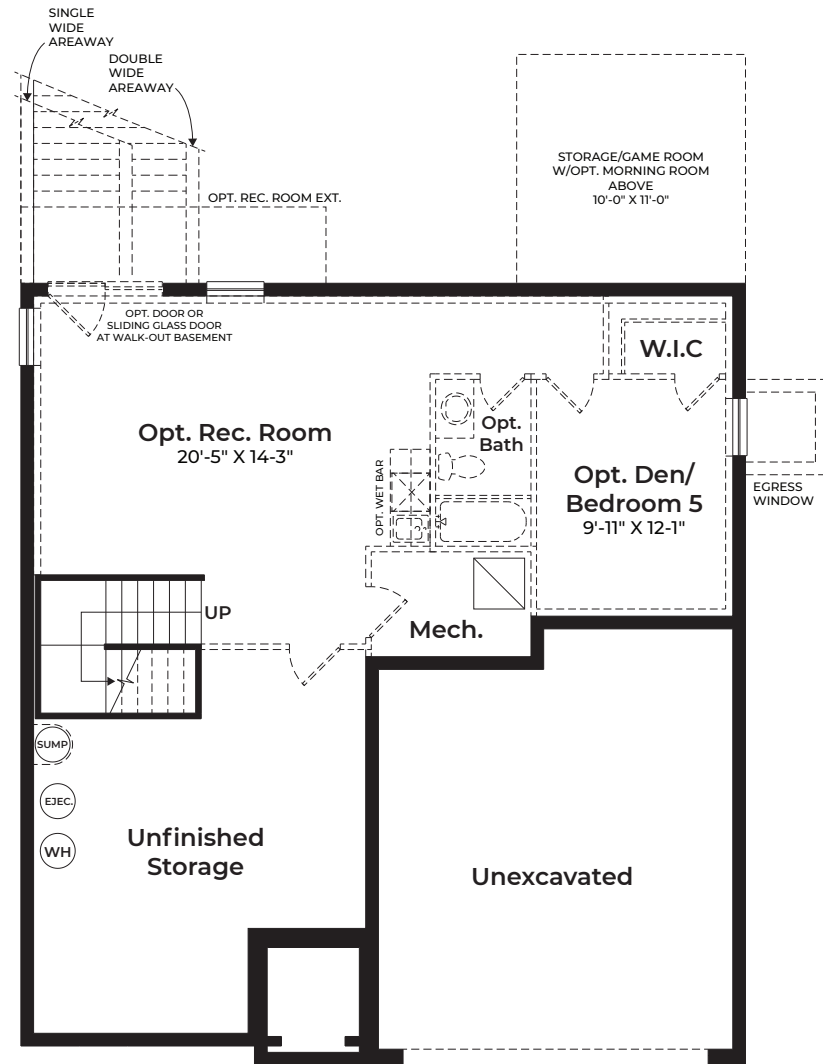 SINGLE
WIDE
AREAWAY
DOUBLE
WIDE
AREAWAY
STORAGE/GAME ROOM
W/OPT. MORNING ROOM
ABOVE
10'-0" X 11'-0"
OPT. REC. ROOM EXT.
OPT. DOOR OR
SLIDING GLASS DOOR
AT WALK-OUT BASEMENT
W.I.C
Opt. Rec. Room
20'-5" X 14-3"
Opt.
Bath
OPT. WET BAR
Opt. Den/
Bedroom 5
9'-11" X 12-1"
EGRESS
WINDOW
UP
Mech.
SUMP
EJEC.
WH
Unfinished
Storage
Unexcavated